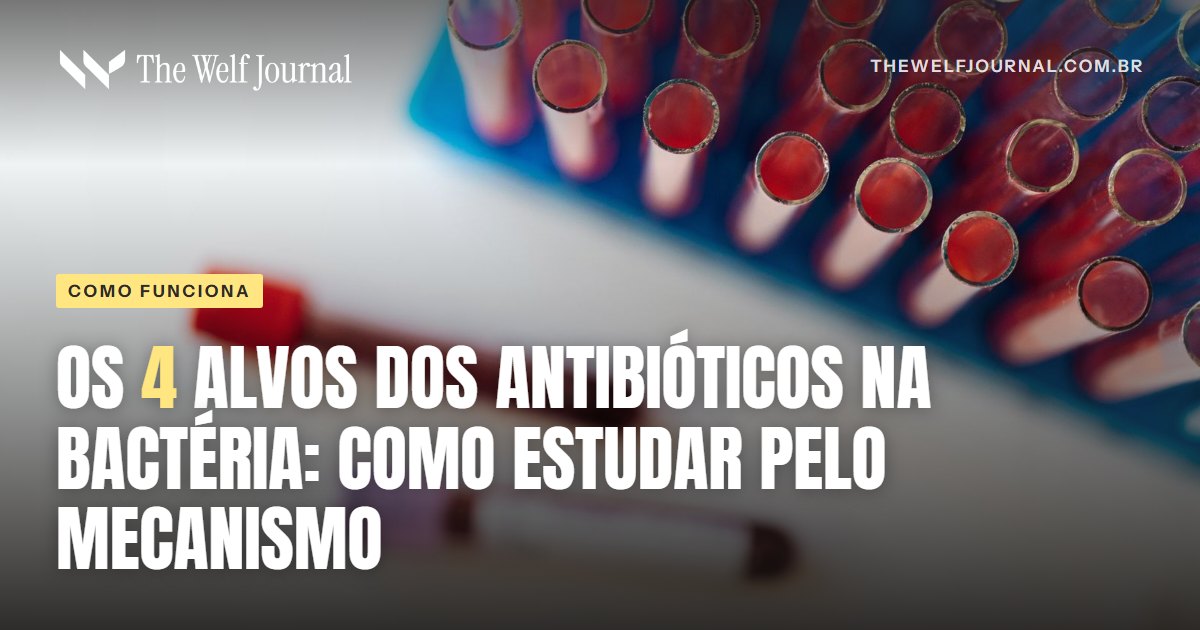 The Welf Journal
THEWELFJOURNAL.COM.BR
COMO FUNCIONA
OS 4 ALVOS DOS ANTIBIÓTICOS NA
BACTÉRIA: COMO ESTUDAR PELO
MECANISMO